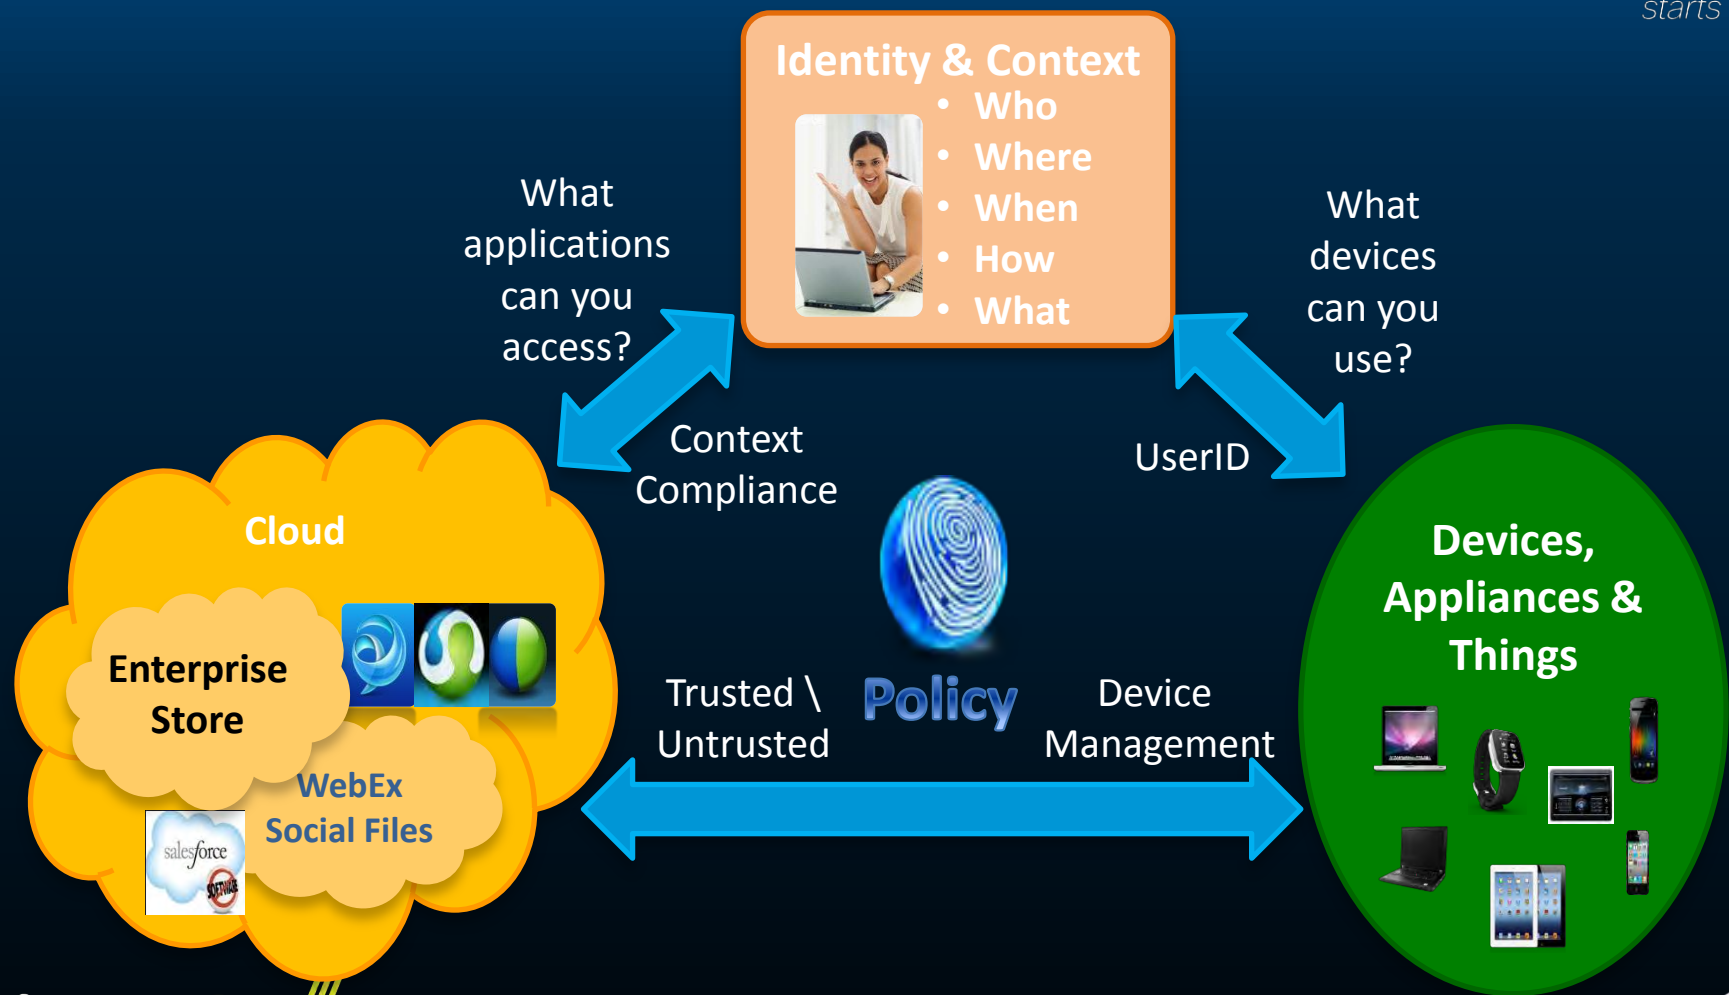 starts
Identity & Context
• Who
• Where
• When
• How
• What
What
applications
can you
access?
What
devices
can you
use?
Context
Compliance
UserID
Cloud
Enterprise
Store
WebEx
Social Files
salesforce
SOFTWARE
Trusted \
Untrusted
Policy
Device
Management
Devices,
Appliances &
Things